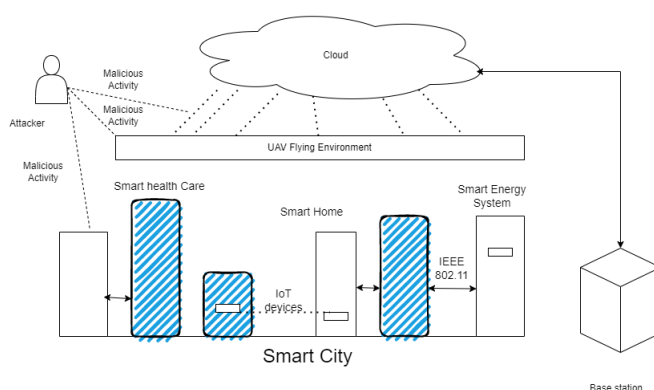 Cloud
Malicious
Activity
Malicious
Activity
Attacker
UAV Flying Environment
Malicious
Activity
Smart health Care
Smart Energy
System
Smart Home
IEEE
802.11
IoT
devices
Smart City
Base station